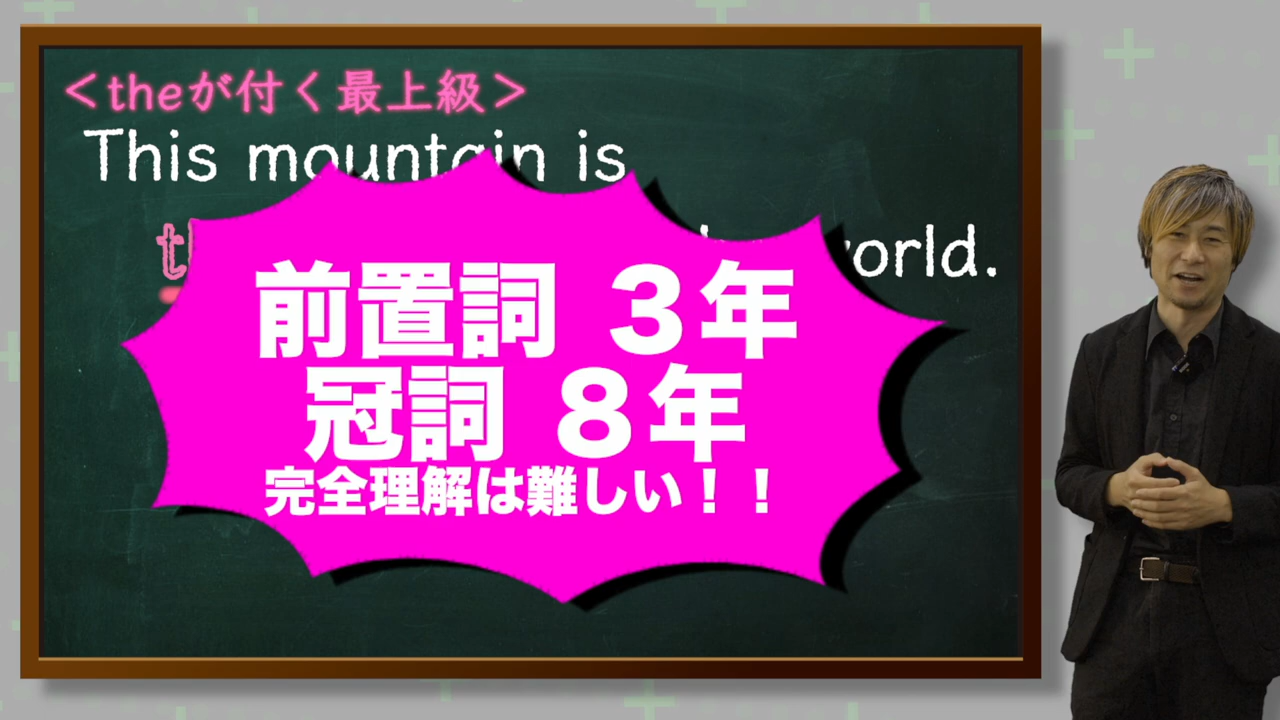 ＜theが付く最上級＞
This mountain is
world.
前置詞 3年
冠詞 8年
完全理解は難しい！！